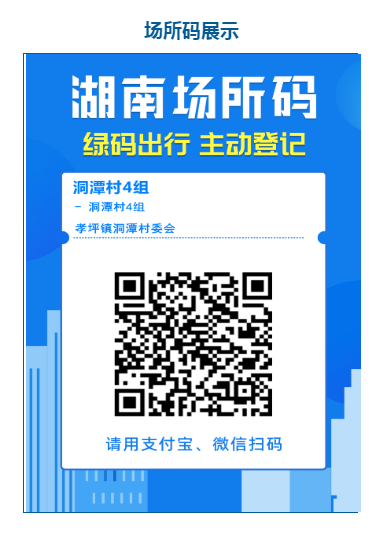 场所码展示
湖南场所码
绿码出行 主动登记
洞潭村4组
- 洞潭村4组
孝坪镇洞潭村委会
请用支付宝、微信扫码